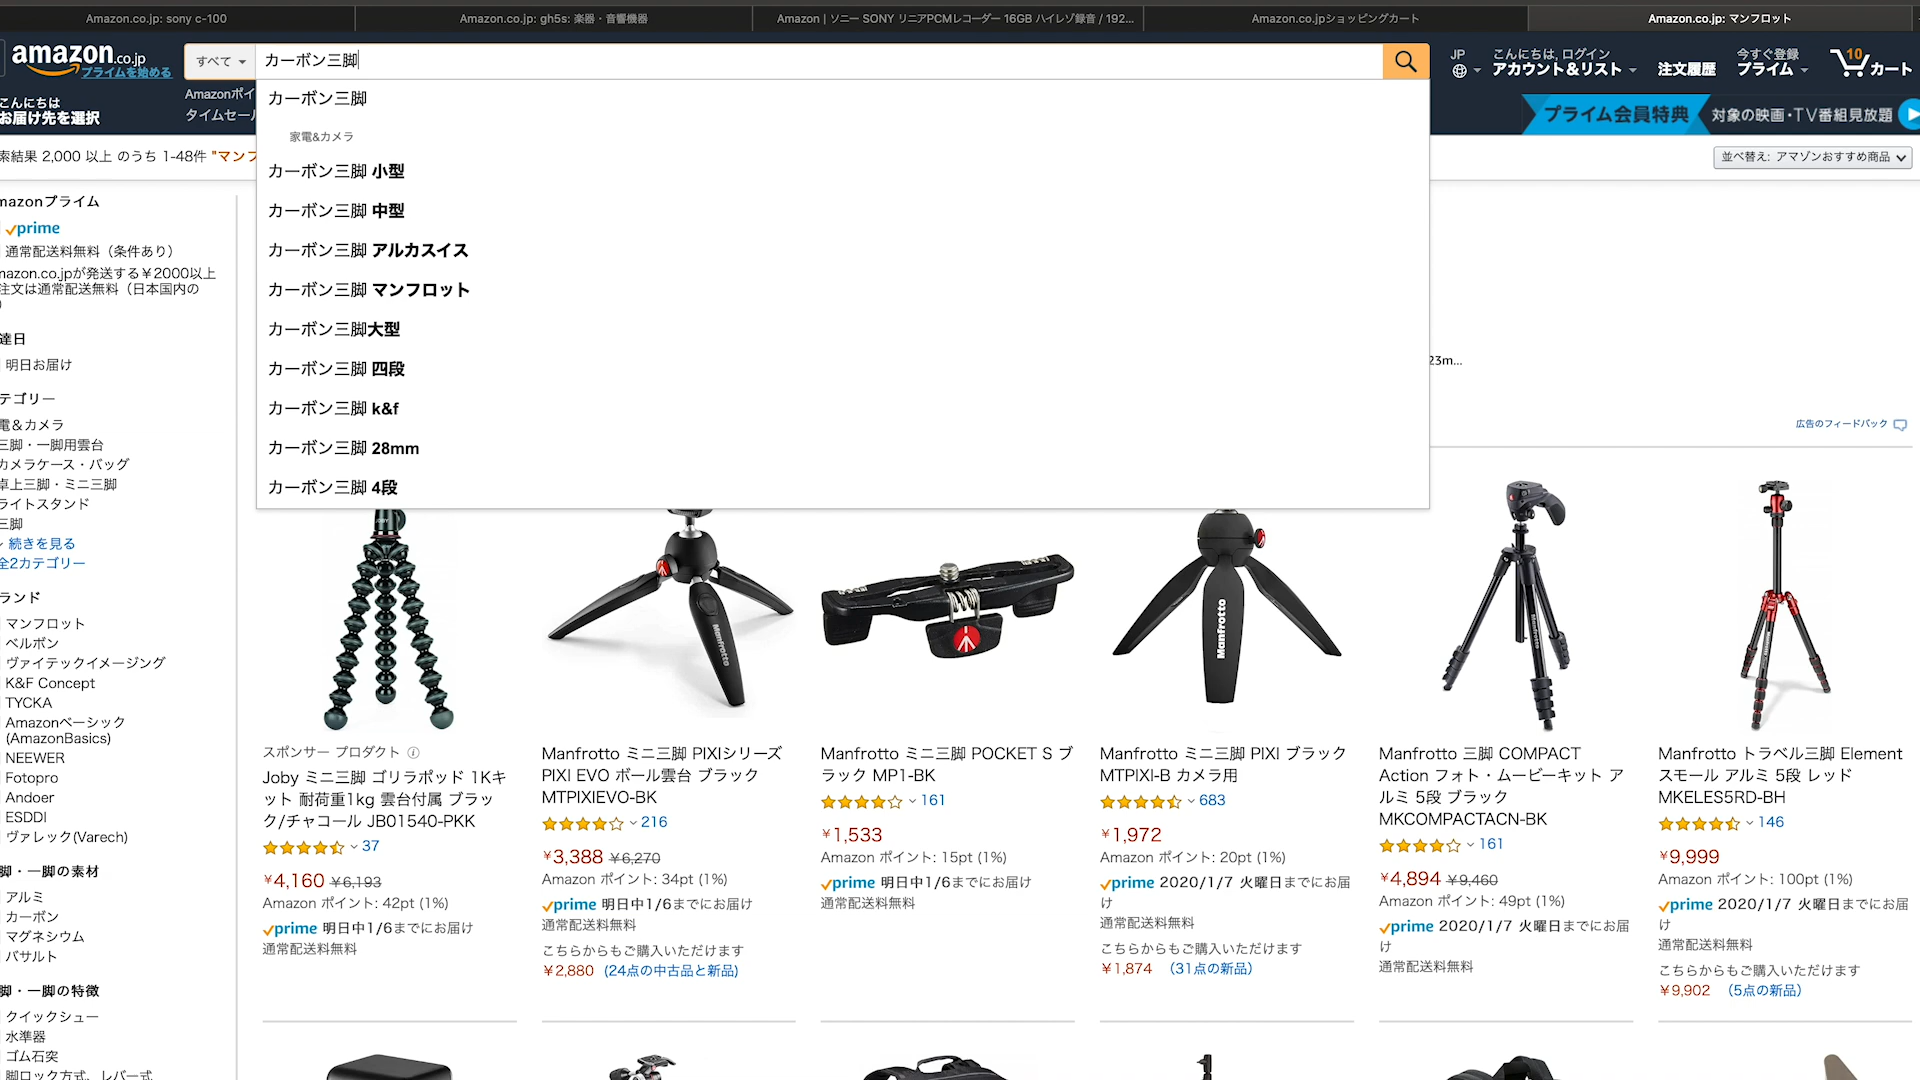 Amazon.co.jp: sony c-100
Amazon.co.jp: gh5s: 楽器・音響機器
Amazon | ソニー SONY リニアPCMレコーダー 16GB ハイレゾ録音 / 192...
Amazon.co.jpショッピングカート
Amazon.co.jp: マンフロット
amazon.co.jp
プライムを始める
すべて
カーボン三脚
JP
こんにちは, ログイン
アカウント&リスト
注文履歴
今すぐ登録
プライム
10
カート
こんにちは
お届け先を選択
Amazonポイ
タイムセール
プライム会員特典
対象の映画・TV番組見放題
索結果 2,000 以上 のうち 1-48件 "マンフ
並べ替え: アマゾンおすすめ商品
カーボン三脚
家電&カメラ
カーボン三脚 小型
カーボン三脚 中型
カーボン三脚 アルカスイス
カーボン三脚 マンフロット
カーボン三脚大型
カーボン三脚 四段
カーボン三脚 k&f
カーボン三脚 28mm
カーボン三脚 4段
23m...
広告のフィードバック
mazonプライム
prime
通常配送料無料（条件あり）
mazon.co.jpが発送する￥2000以上
注文は通常配送無料（日本国内の
)
達日
明日お届け
テゴリー
電＆カメラ
三脚・一脚用雲台
カメラケース・バッグ
卓上三脚・ミニ三脚
ライトスタンド
三脚
続きを見る
全2カテゴリー
ランド
マンフロット
ベルボン
ヴァイテックイメージング
K&F Concept
TYCKA
Amazonベーシック
(AmazonBasics)
NEEWER
Fotopro
Andoer
ESDDI
ヴァレック(Varech)
脚・一脚の素材
アルミ
カーボン
マグネシウム
バサルト
脚・一脚の特徴
クイックシュー
水準器
ゴム石突
脚ロック方式、レバー式
JOBY
スポンサー プロダクト
Joby ミニ三脚 ゴリラポッド 1Kキ
ット 耐荷重1kg 雲台付属 ブラッ
ク/チャコール JB01540-PKK
37
￥4,160 ￥6,193
Amazon ポイント: 42pt (1%)
prime 明日中1/6までにお届け
通常配送料無料
Manfrotto
Manfrotto ミニ三脚 PIXIシリーズ
PIXI EVO ボール雲台 ブラック
MTPIXIEVO-BK
216
￥3,388 ￥6,270
Amazon ポイント: 34pt (1%)
prime 明日中1/6までにお届け
通常配送料無料
こちらからもご購入いただけます
￥2,880 (24点の中古品と新品)
Manfrotto ミニ三脚 POCKET S ブ
ラック MP1-BK
161
￥1,533
Amazon ポイント: 15pt (1%)
prime 明日中1/6までにお届け
通常配送料無料
Manfrotto
Manfrotto ミニ三脚 PIXI ブラック
MTPIXI-B カメラ用
683
￥1,972
Amazon ポイント: 20pt (1%)
prime 2020/1/7 火曜日までにお届
け
通常配送料無料
こちらからもご購入いただけます
￥1,874 (31点の新品)
Manfrotto 三脚 COMPACT
Action フォト・ムービーキット ア
ルミ 5段 ブラック
MKCOMPACTACN-BK
161
￥4,894 ￥9,460
Amazon ポイント: 49pt (1%)
prime 2020/1/7 火曜日までにお届
け
通常配送料無料
Manfrotto トラベル三脚 Element
スモール アルミ 5段 レッド
MKELES5RD-BH
146
￥9,999
Amazon ポイント: 100pt (1%)
prime 2020/1/7 火曜日までにお届
け
通常配送料無料
こちらからもご購入いただけます
￥9,902 (5点の新品)